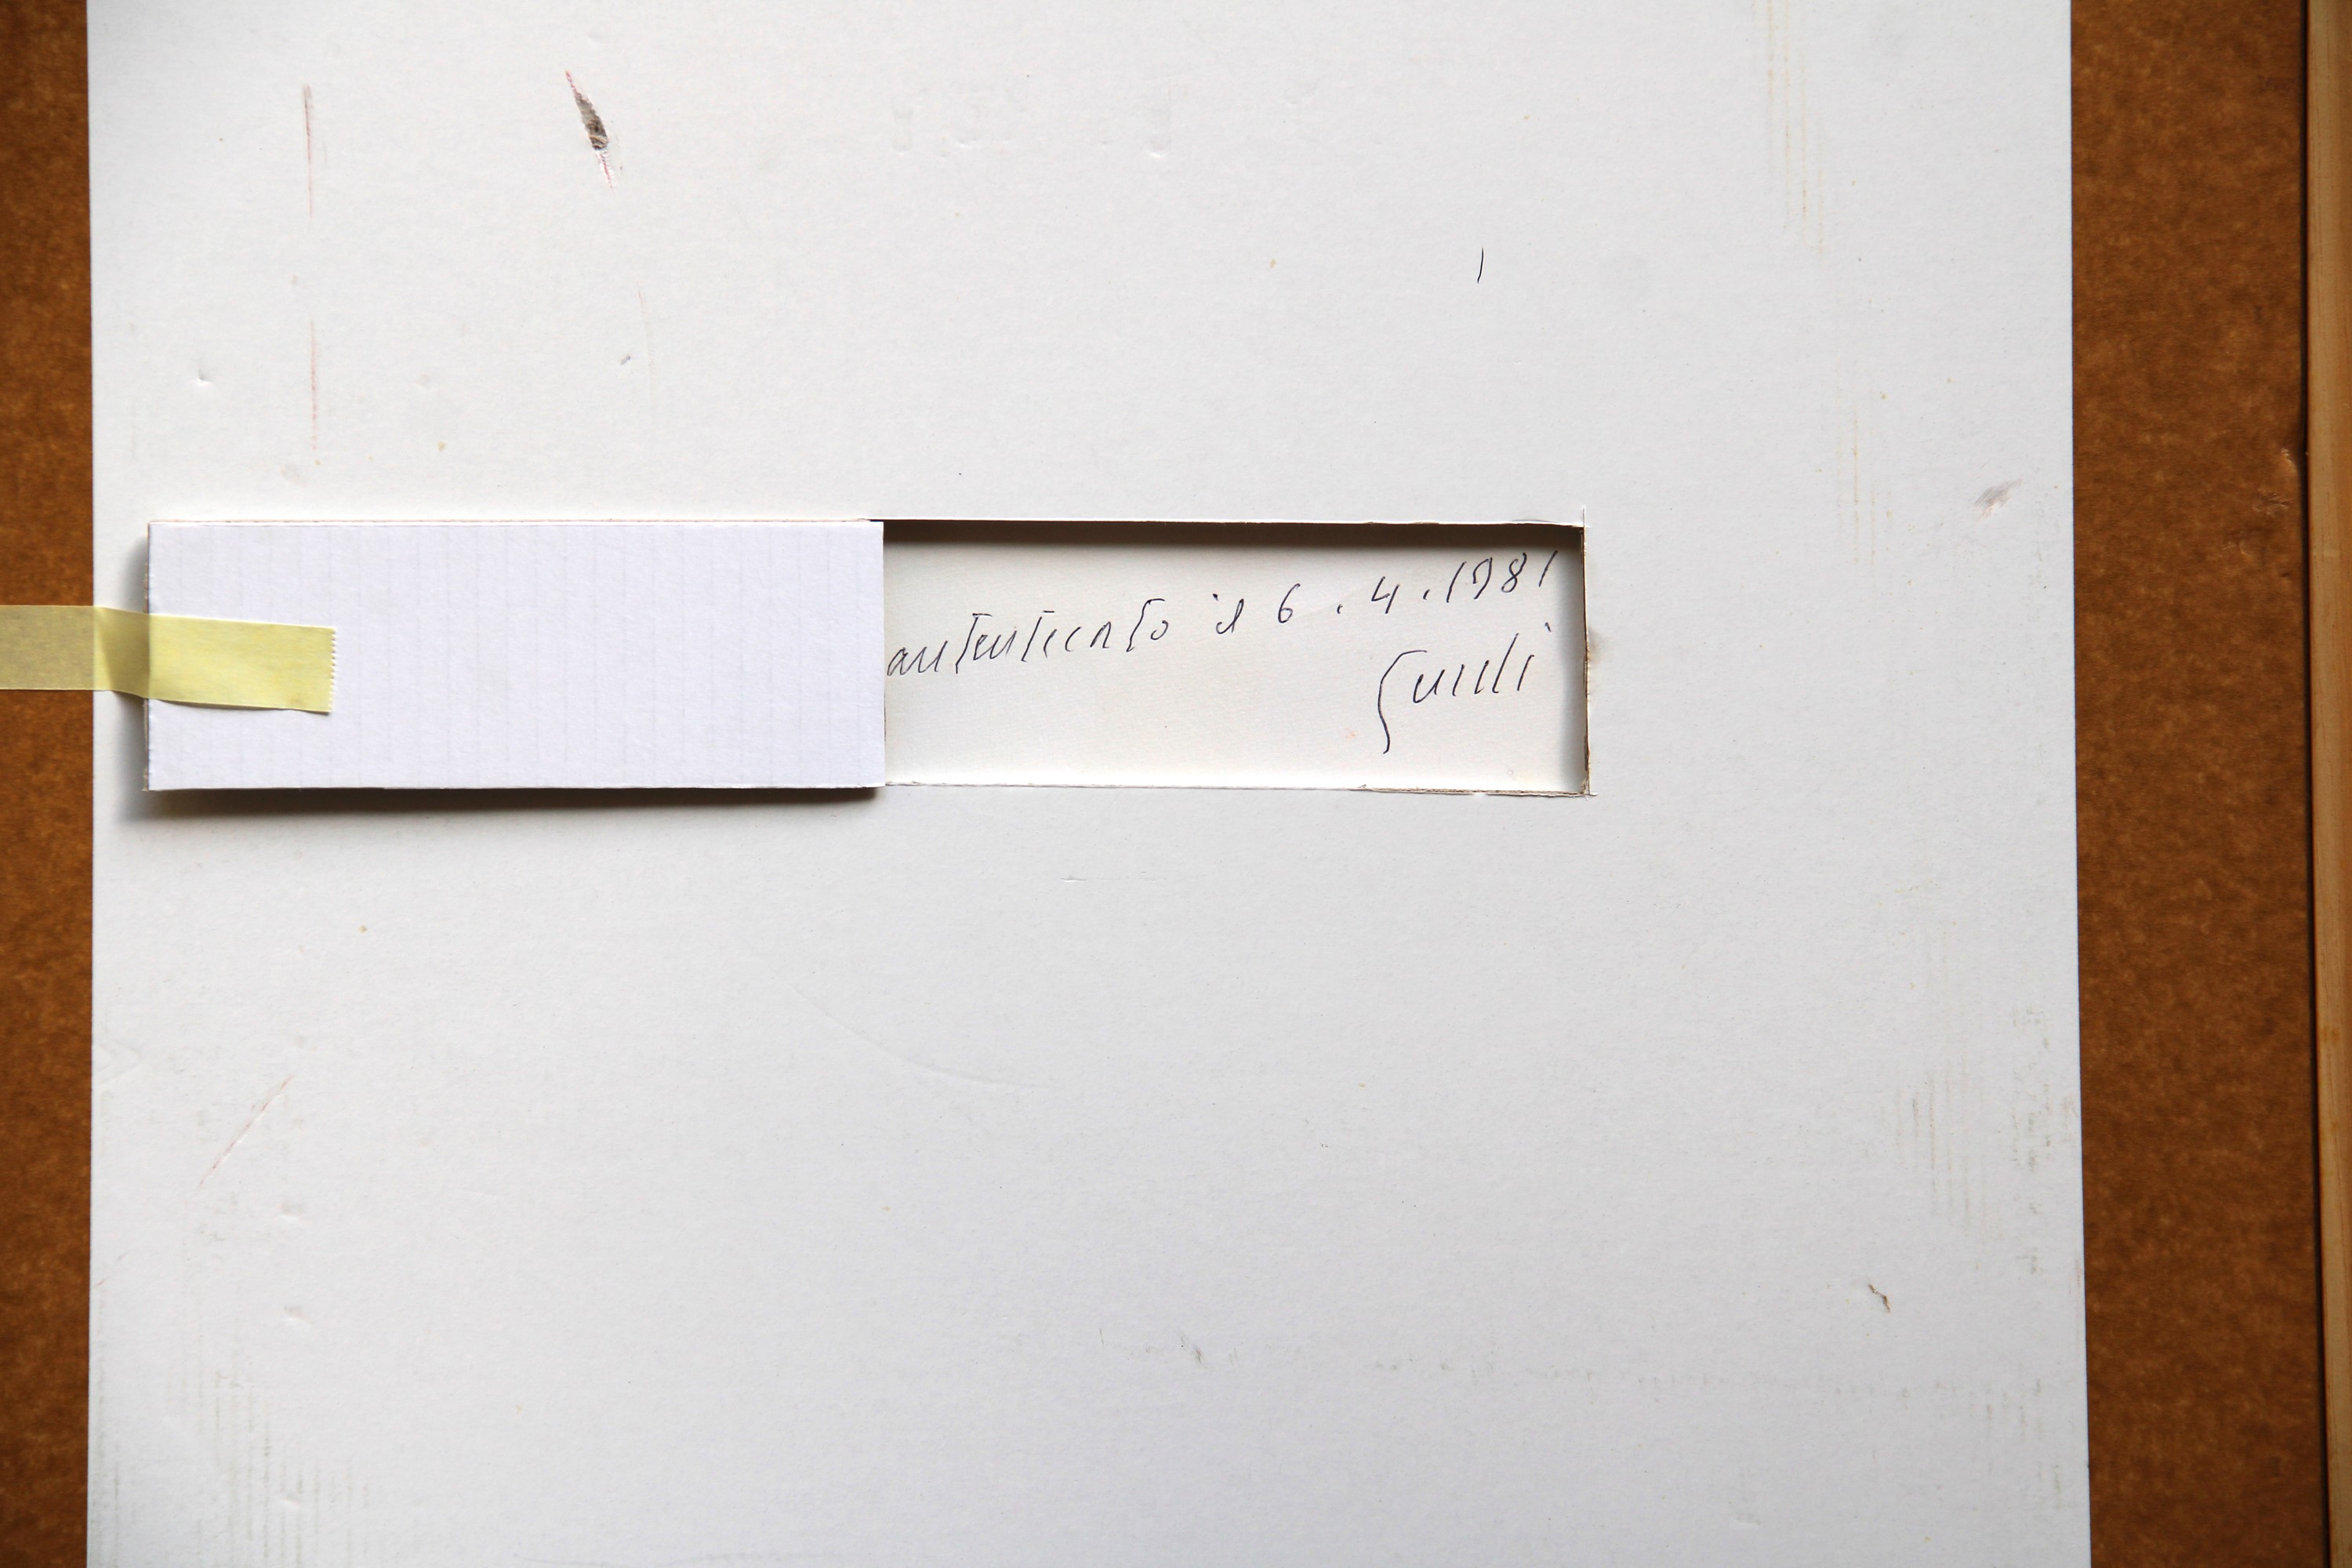 autenticato il 6.4.1981
Guidi